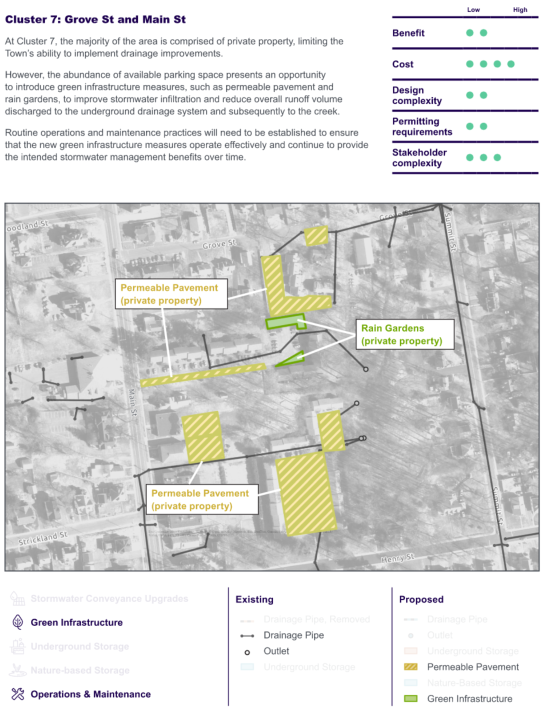 Cluster 7: Grove St and Main St
At Cluster 7, the majority of the area is comprised of private property, limiting the
Town's ability to implement drainage improvements.
However, the abundance of available parking space presents an opportunity
to introduce green infrastructure measures, such as permeable pavement and
rain gardens, to improve stormwater infiltration and reduce overall runoff volume
discharged to the underground drainage system and subsequently to the creek.
Routine operations and maintenance practices will need to be established to ensure
that the new green infrastructure measures operate effectively and continue to provide
the intended stormwater management benefits over time.
Low High
Benefit
Cost
Design
complexity
Permitting
requirements
Stakeholder
complexity
oodland St
Grove St
Grove
Summit St
Permeable Pavement
(private property)
Rain Gardens
(private property)
Main St
Permeable Pavement
(private property)
Strickland St
Henry St
Stormwater Conveyance Upgrades
Green Infrastructure
Underground Storage
Nature-based Storage
Operations & Maintenance
Existing
Drainage Pipe, Removed
Drainage Pipe
Outlet
Underground Storage
Proposed
Drainage Pipe
Outlet
Underground Storage
Permeable Pavement
Nature-Based Storage
Green Infrastructure